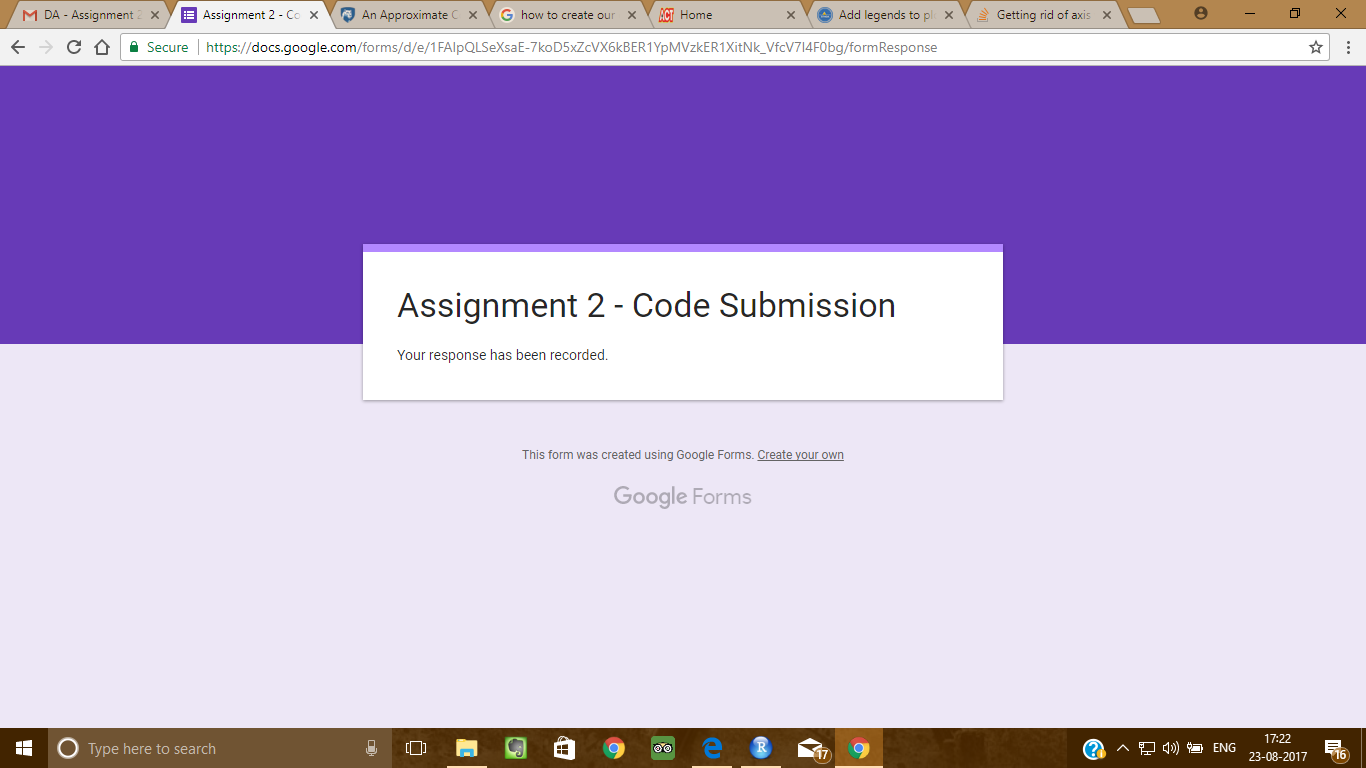 DA - Assignment 2
Assignment 2 - Co
An Approximate C
how to create our
ACT Home
Add legends to pl
Getting rid of axis
Secure https://docs.google.com/forms/d/e/1FAIpQLSeXsaE-7koD5xZcVX6kBER1YpMVzkER1XitNk_VfcV7I4F0bg/formResponse
Assignment 2 - Code Submission
Your response has been recorded.
This form was created using Google Forms. Create your own
Google Forms
Type here to search
R
17
ENG
17:22
23-08-2017
16